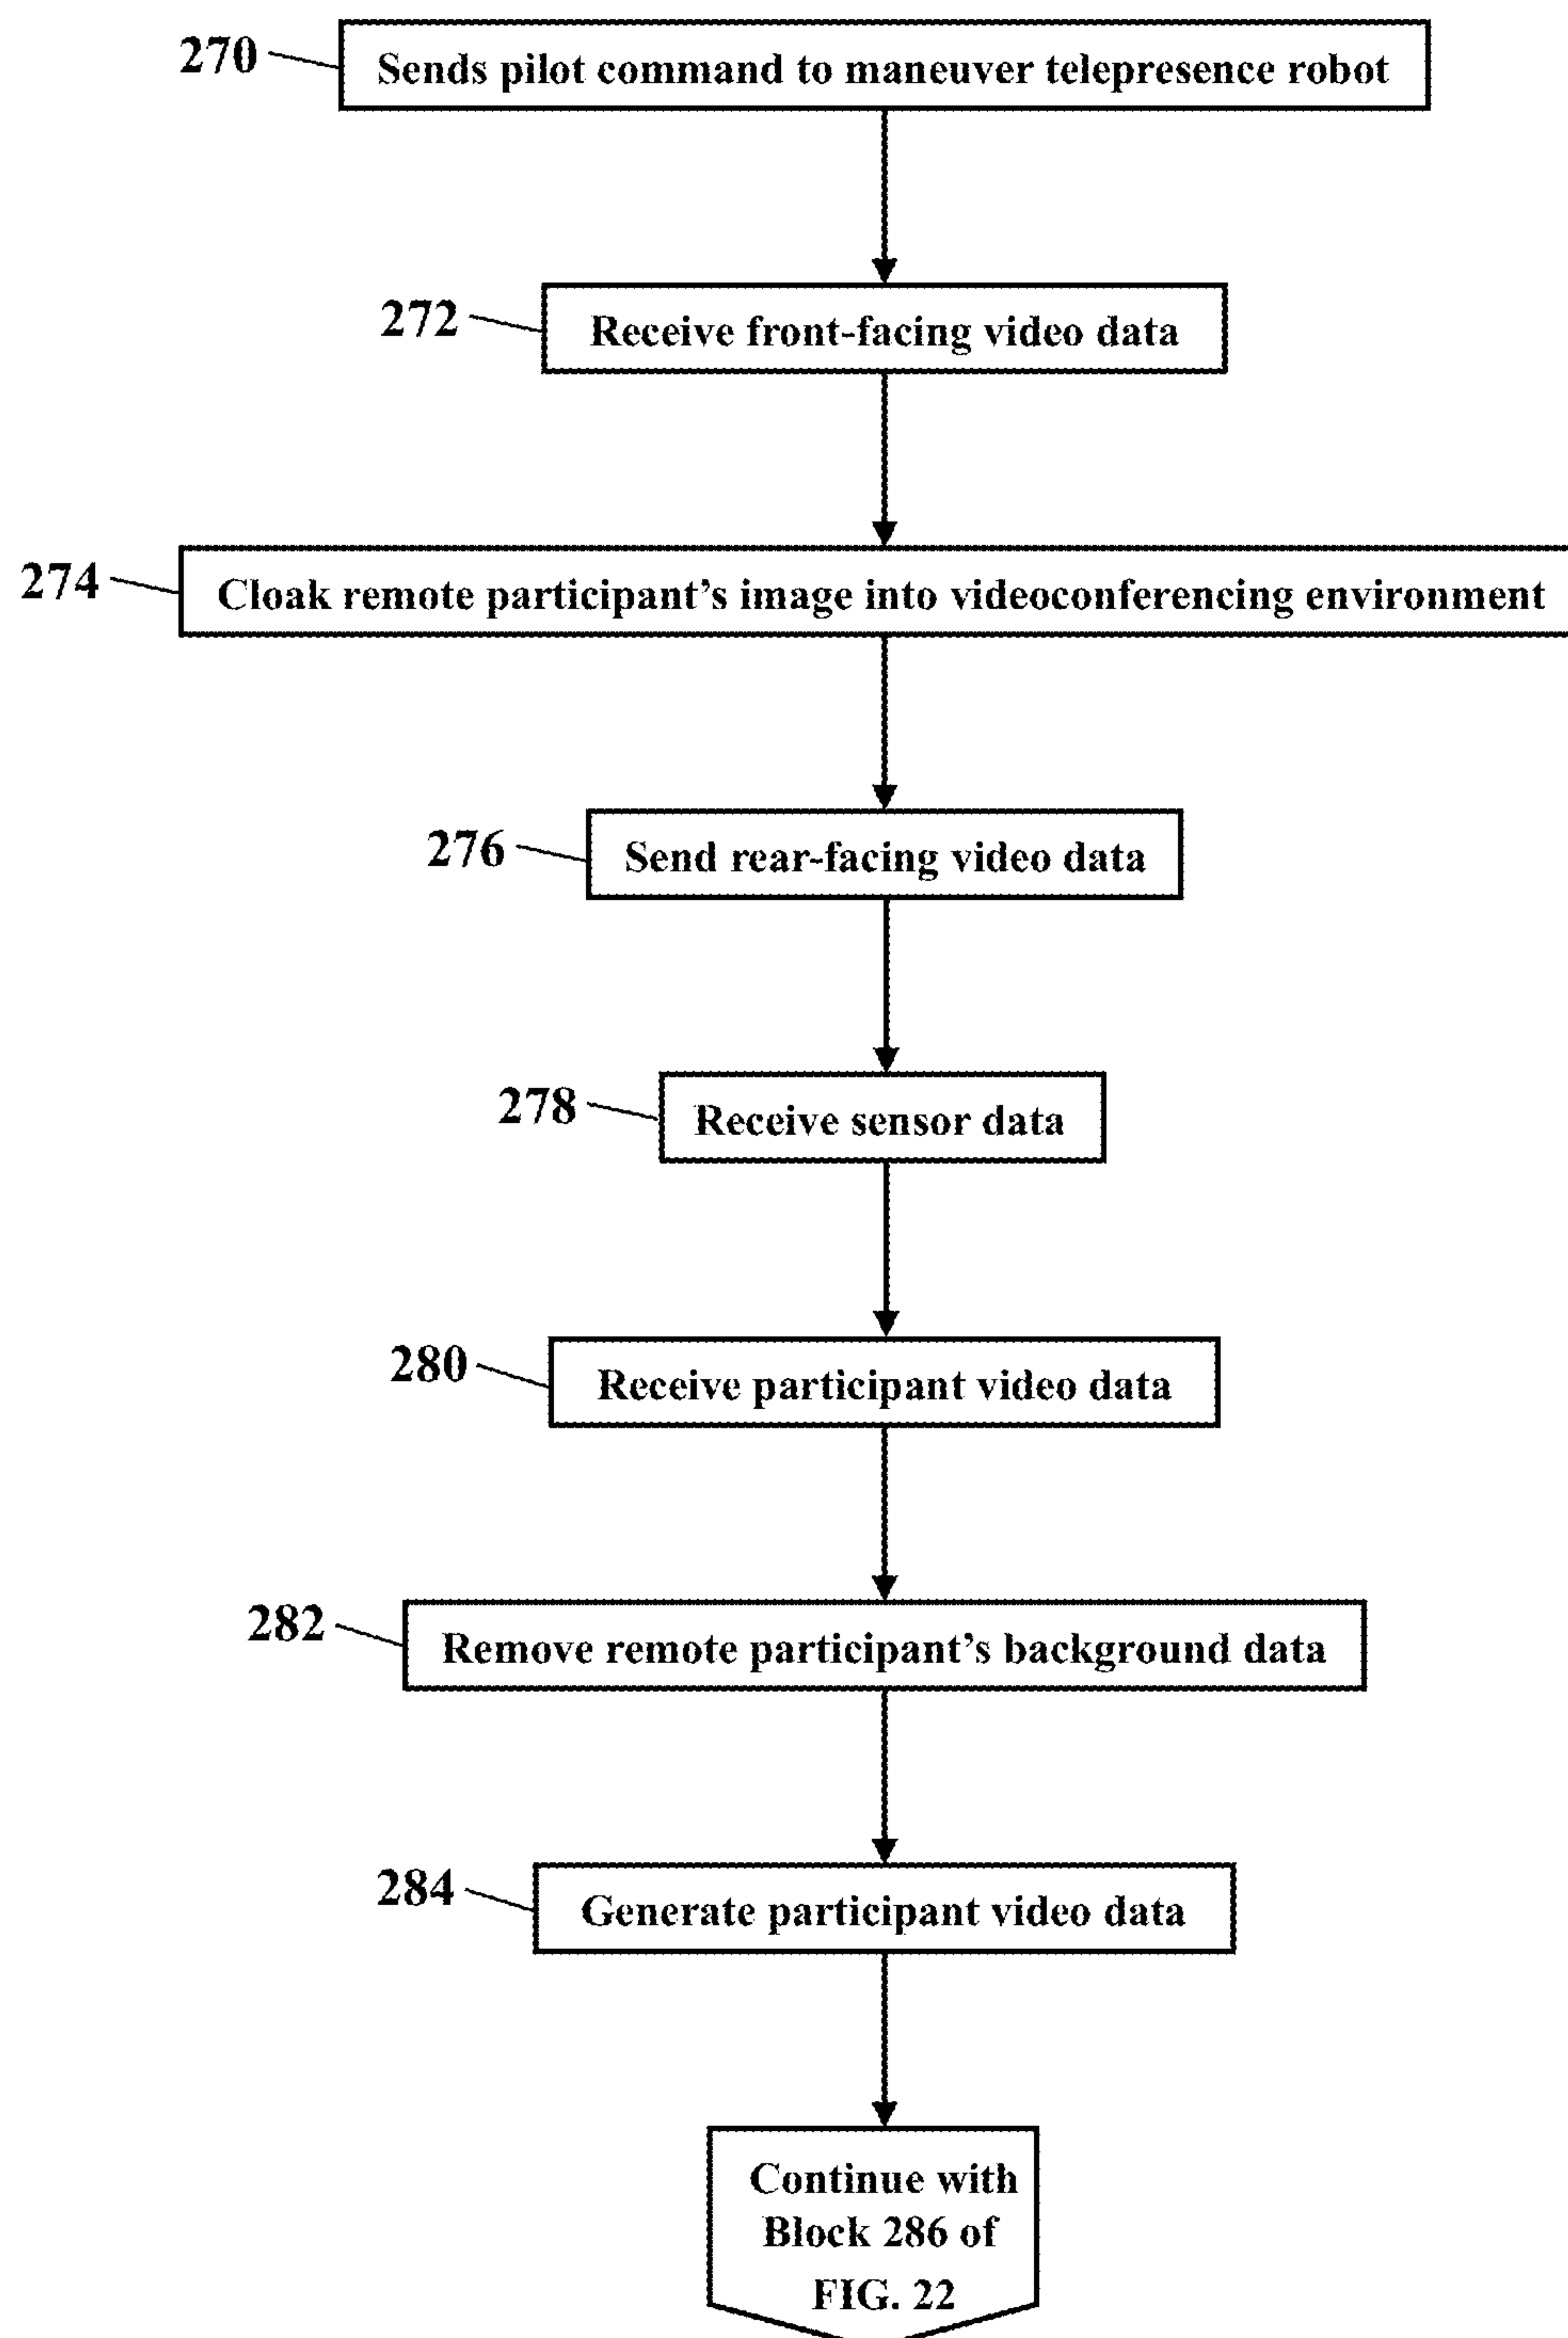 270
Sends pilot command to maneuver telepresence robot
272
Receive front-facing video data
274
Cloak remote participant’s image into videoconferencing environment
276
Send rear-facing video data
278
Receive sensor data
280
Receive participant video data
282
Remove remote participant’s background data
284
Generate participant video data
Continue with
Block 286 of
FIG. 22